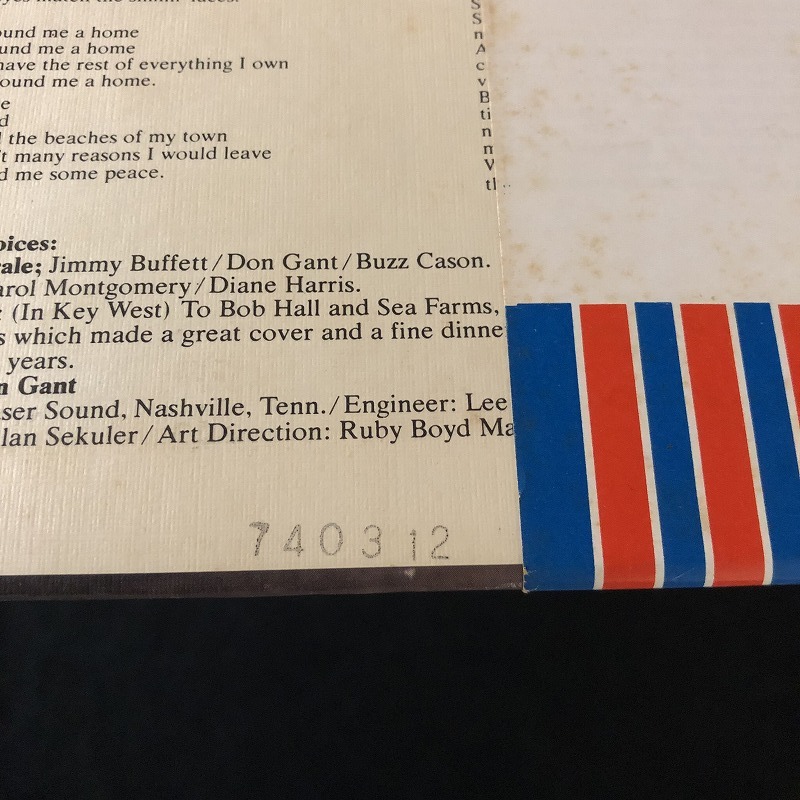 ound me a home
und me a home
have the rest of everything I own
ound me a home.
e
d
the beaches of my town
't many reasons I would leave
d me some peace.
oices:
ale; Jimmy Buffett/Don Gant/Buzz Cason.
arol Montgomery/Diane Harris.
: (In Key West) To Bob Hall and Sea Farms,
s which made a great cover and a fine dinne
years.
n Gant
ser Sound, Nashville, Tenn./Engineer: Lee
lan Sekuler/Art Direction: Ruby Boyd Ma
740312
S
S
n
A
c
v
B
ti
n
n
V
tl